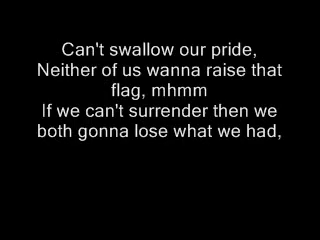 Can't swallow our pride,
Neither of us wanna raise that
flag, mhmm
If we can't surrender then we
both gonna lose what we had,